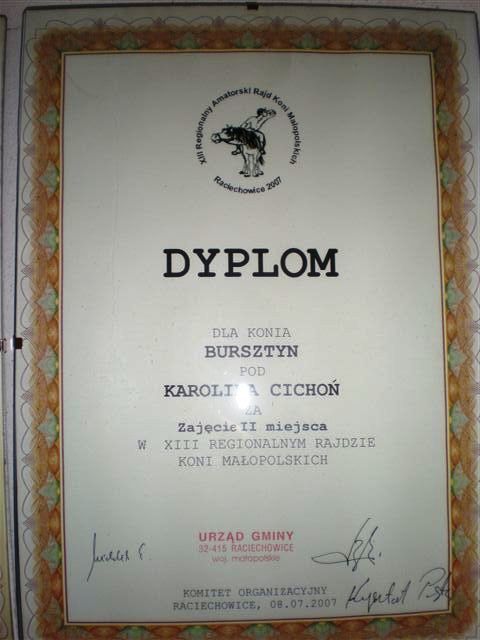 XIII Regionalny Amatorski Rajd Koni Małopolskich
Raciechowice 2007
DYPLOM
DLA KONIA
BURSZTYN
POD
KAROLINA CICHOŃ
ZA
Zajęcie II miejsca
W XIII REGIONALNYM RAJDZIE
KONI MAŁOPOLSKICH
URZĄD GMINY
32-415 RACIECHOWICE
woj. małopolskie
KOMITET ORGANIZACYJNY
RACIECHOWICE, 08.07.2007
Krzysztof